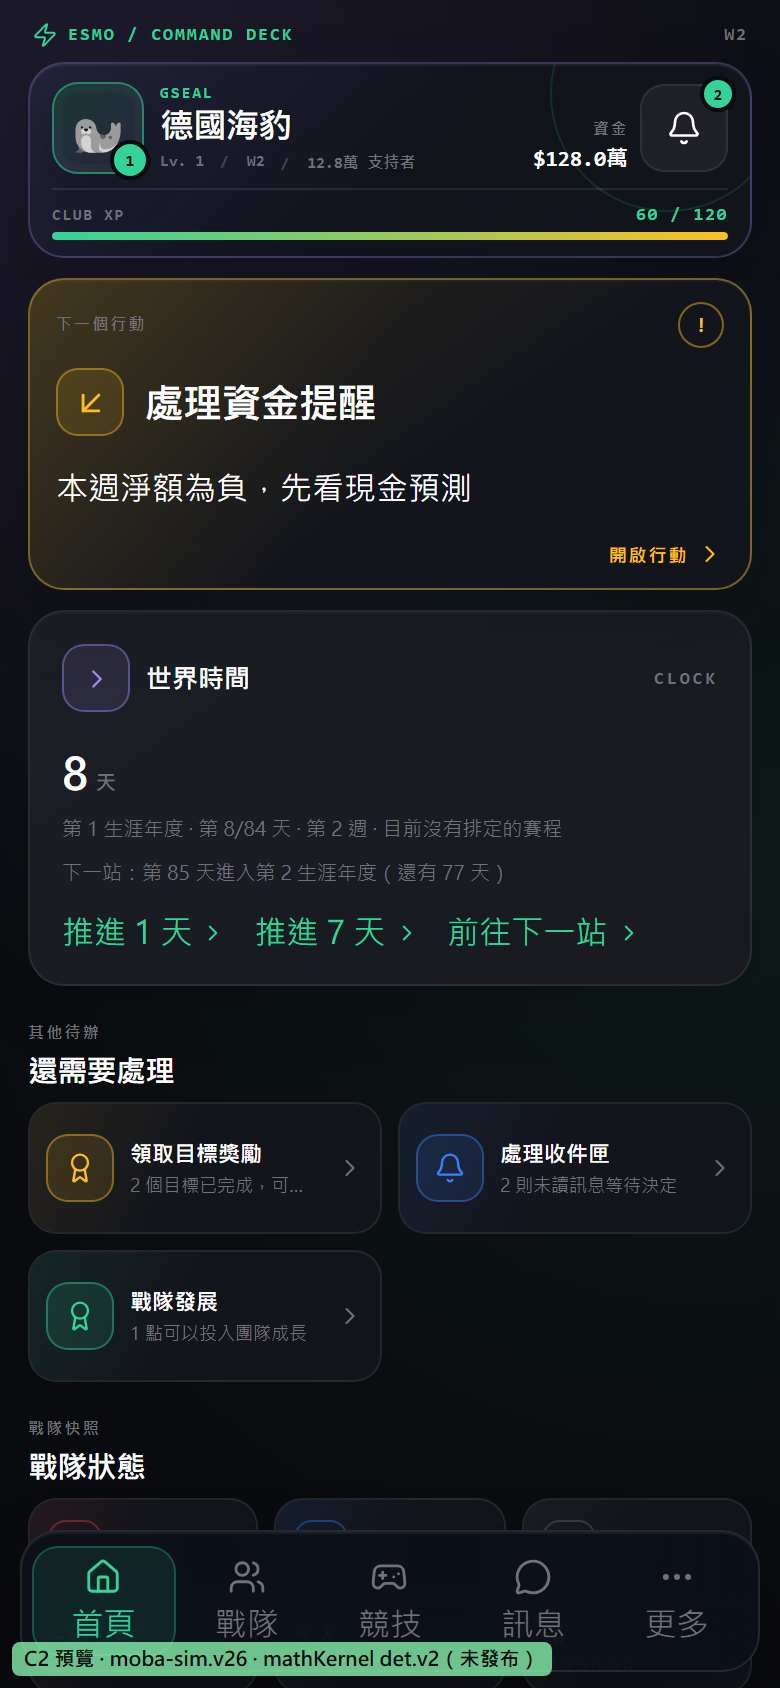 ESMO / COMMAND DECK
W2
GSEAL
德國海豹
Lv. 1 / W2 / 12.8萬 支持者
資金
$128.0萬
2
1
CLUB XP
60 / 120
下一個行動
!
處理資金提醒
本週淨額為負，先看現金預測
開啟行動
世界時間
CLOCK
8 天
第 1 生涯年度 · 第 8/84 天 · 第 2 週 · 目前沒有排定的賽程
下一站：第 85 天進入第 2 生涯年度（還有 77 天）
推進 1 天
推進 7 天
前往下一站
其他待辦
還需要處理
領取目標獎勵
2 個目標已完成，可...
處理收件匣
2 則未讀訊息等待決定
戰隊發展
1 點可以投入團隊成長
戰隊快照
戰隊狀態
首頁
戰隊
競技
訊息
更多
C2 預覽 · moba-sim.v26 · mathKernel det.v2（未發布）